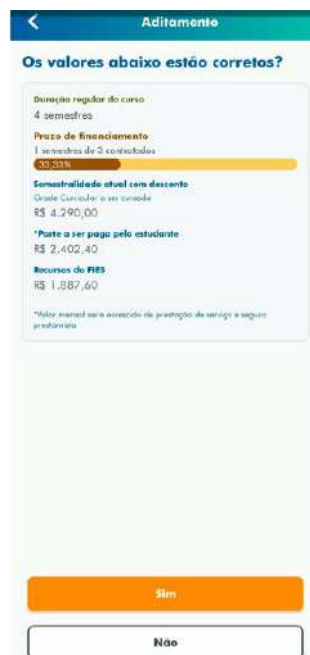 Aditamento
Os valores abaixo estão corretos?
Duração regular do curso
4 semestres
Prazo de financiamento
1 semestres de 3 contratados
33,33%
Semestralidade atual com desconto
Grade Curricular a ser cursada
R$ 4.290,00
*Parte a ser paga pelo estudante
R$ 2.402,40
Recursos do FIES
R$ 1.887,60
*Valor mensal será acrescido de prestação de serviço e seguro
prestamista
Sim
Não